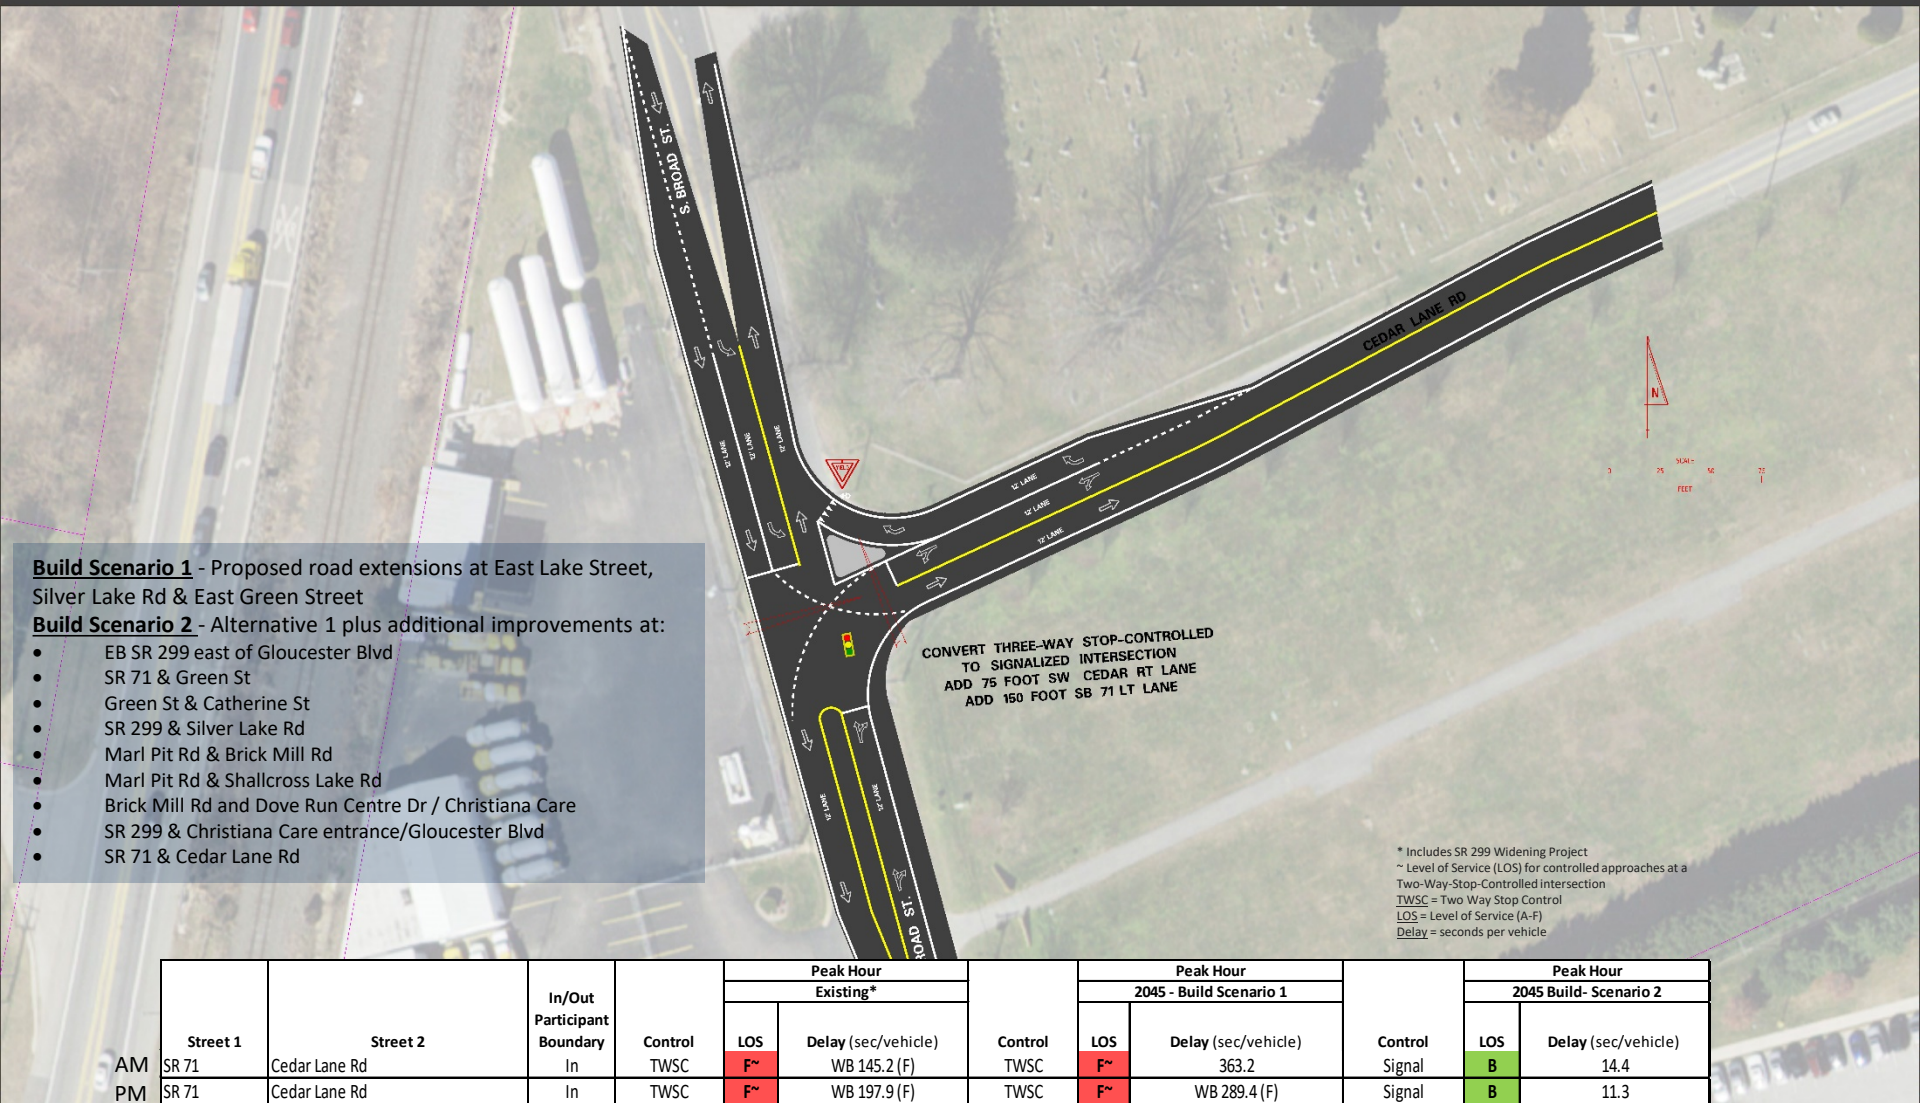 S. BROAD ST.
CEDAR LANE RD
N
SCALE
0 25 50 75
FEET
12' LANE
12' LANE
12' LANE
YIELD
12' LANE
12' LANE
12' LANE
Build Scenario 1 - Proposed road extensions at East Lake Street,
Silver Lake Rd & East Green Street
Build Scenario 2 - Alternative 1 plus additional improvements at:
• EB SR 299 east of Gloucester Blvd
• SR 71 & Green St
• Green St & Catherine St
• SR 299 & Silver Lake Rd
• Marl Pit Rd & Brick Mill Rd
• Marl Pit Rd & Shallcross Lake Rd
• Brick Mill Rd and Dove Run Centre Dr / Christiana Care
• SR 299 & Christiana Care entrance/Gloucester Blvd
• SR 71 & Cedar Lane Rd
CONVERT THREE-WAY STOP-CONTROLLED
TO SIGNALIZED INTERSECTION
ADD 75 FOOT SW CEDAR RT LANE
ADD 150 FOOT SB 71 LT LANE
12' LANE
12' LANE
ROAD ST.
* Includes SR 299 Widening Project
~ Level of Service (LOS) for controlled approaches at a
Two-Way-Stop-Controlled intersection
TWSC = Two Way Stop Control
LOS = Level of Service (A-F)
Delay = seconds per vehicle
Peak Hour Peak Hour Peak Hour
Existing* 2045 - Build Scenario 1 2045 Build- Scenario 2
In/Out
Participant
Street 1 Street 2 Boundary Control LOS Delay (sec/vehicle) Control LOS Delay (sec/vehicle) Control LOS Delay (sec/vehicle)
AM SR 71 Cedar Lane Rd In TWSC F~ WB 145.2 (F) TWSC F~ 363.2 Signal B 14.4
PM SR 71 Cedar Lane Rd In TWSC F~ WB 197.9 (F) TWSC F~ WB 289.4 (F) Signal B 11.3